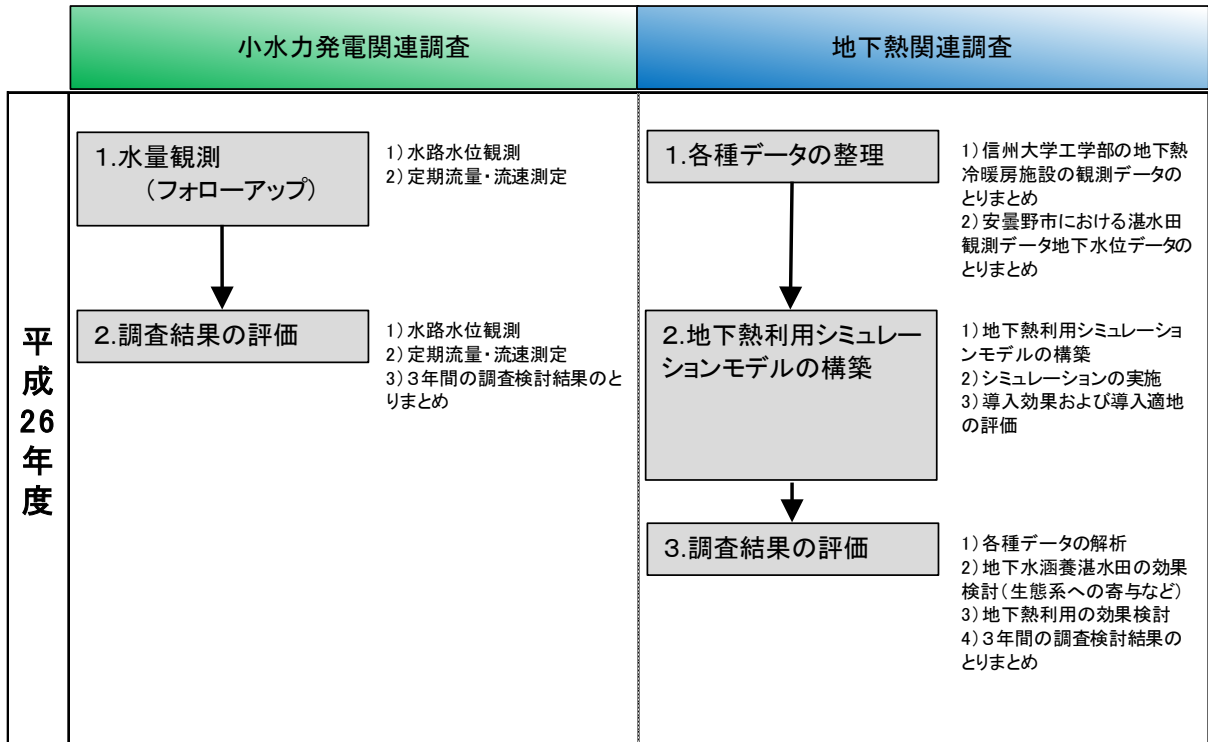 小水力発電関連調査
地下熱関連調査
平成26年度
1.水量観測
（フォローアップ）
1）水路水位観測
2）定期流量・流速測定
2.調査結果の評価
1）水路水位観測
2）定期流量・流速測定
3）3年間の調査検討結果のと
りまとめ
1.各種データの整理
1）信州大学工学部の地下熱
冷暖房施設の観測データの
とりまとめ
2）安曇野市における湛水田
観測データ地下水位データの
とりまとめ
2.地下熱利用シミュレー
ションモデルの構築
1）地下熱利用シミュレーショ
ンモデルの構築
2）シミュレーションの実施
3）導入効果および導入適地
の評価
3.調査結果の評価
1）各種データの解析
2）地下水涵養湛水田の効果
検討（生態系への寄与など）
3）地下熱利用の効果検討
4）3年間の調査検討結果の
とりまとめ